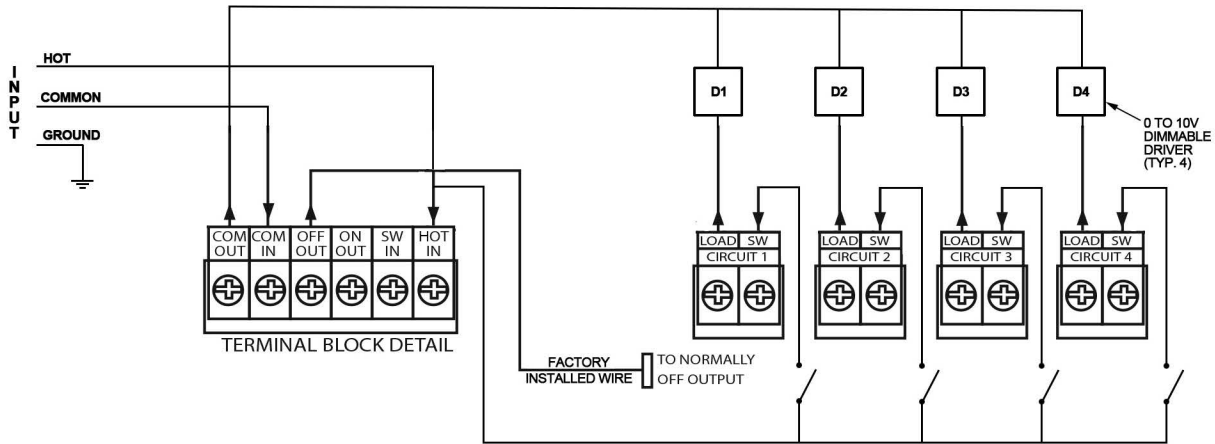 INPUT
HOT
COMMON
GROUND
D1
D2
D3
D4
0 TO 10V
DIMMABLE
DRIVER
(TYP. 4)
COM OUT
COM IN
OFF OUT
ON OUT
SW IN
HOT IN
TERMINAL BLOCK DETAIL
LOAD SW
CIRCUIT 1
LOAD SW
CIRCUIT 2
LOAD SW
CIRCUIT 3
LOAD SW
CIRCUIT 4
FACTORY
INSTALLED WIRE
TO NORMALLY
OFF OUTPUT